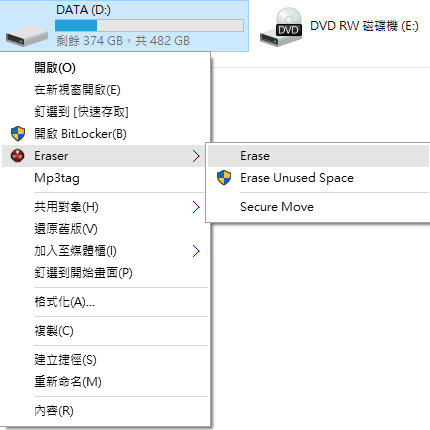 DATA (D:)
剩餘 374 GB，共 482 GB
DVD
DVD RW 磁碟機 (E:)
開啟(O)
在新視窗開啟(E)
釘選到 [快速存取]
開啟 BitLocker(B)
Eraser
Mp3tag
共用對象(H)
還原舊版(V)
加入至媒體櫃(I)
釘選到開始畫面(P)
格式化(A)...
複製(C)
建立捷徑(S)
重新命名(M)
內容(R)
Erase
Erase Unused Space
Secure Move